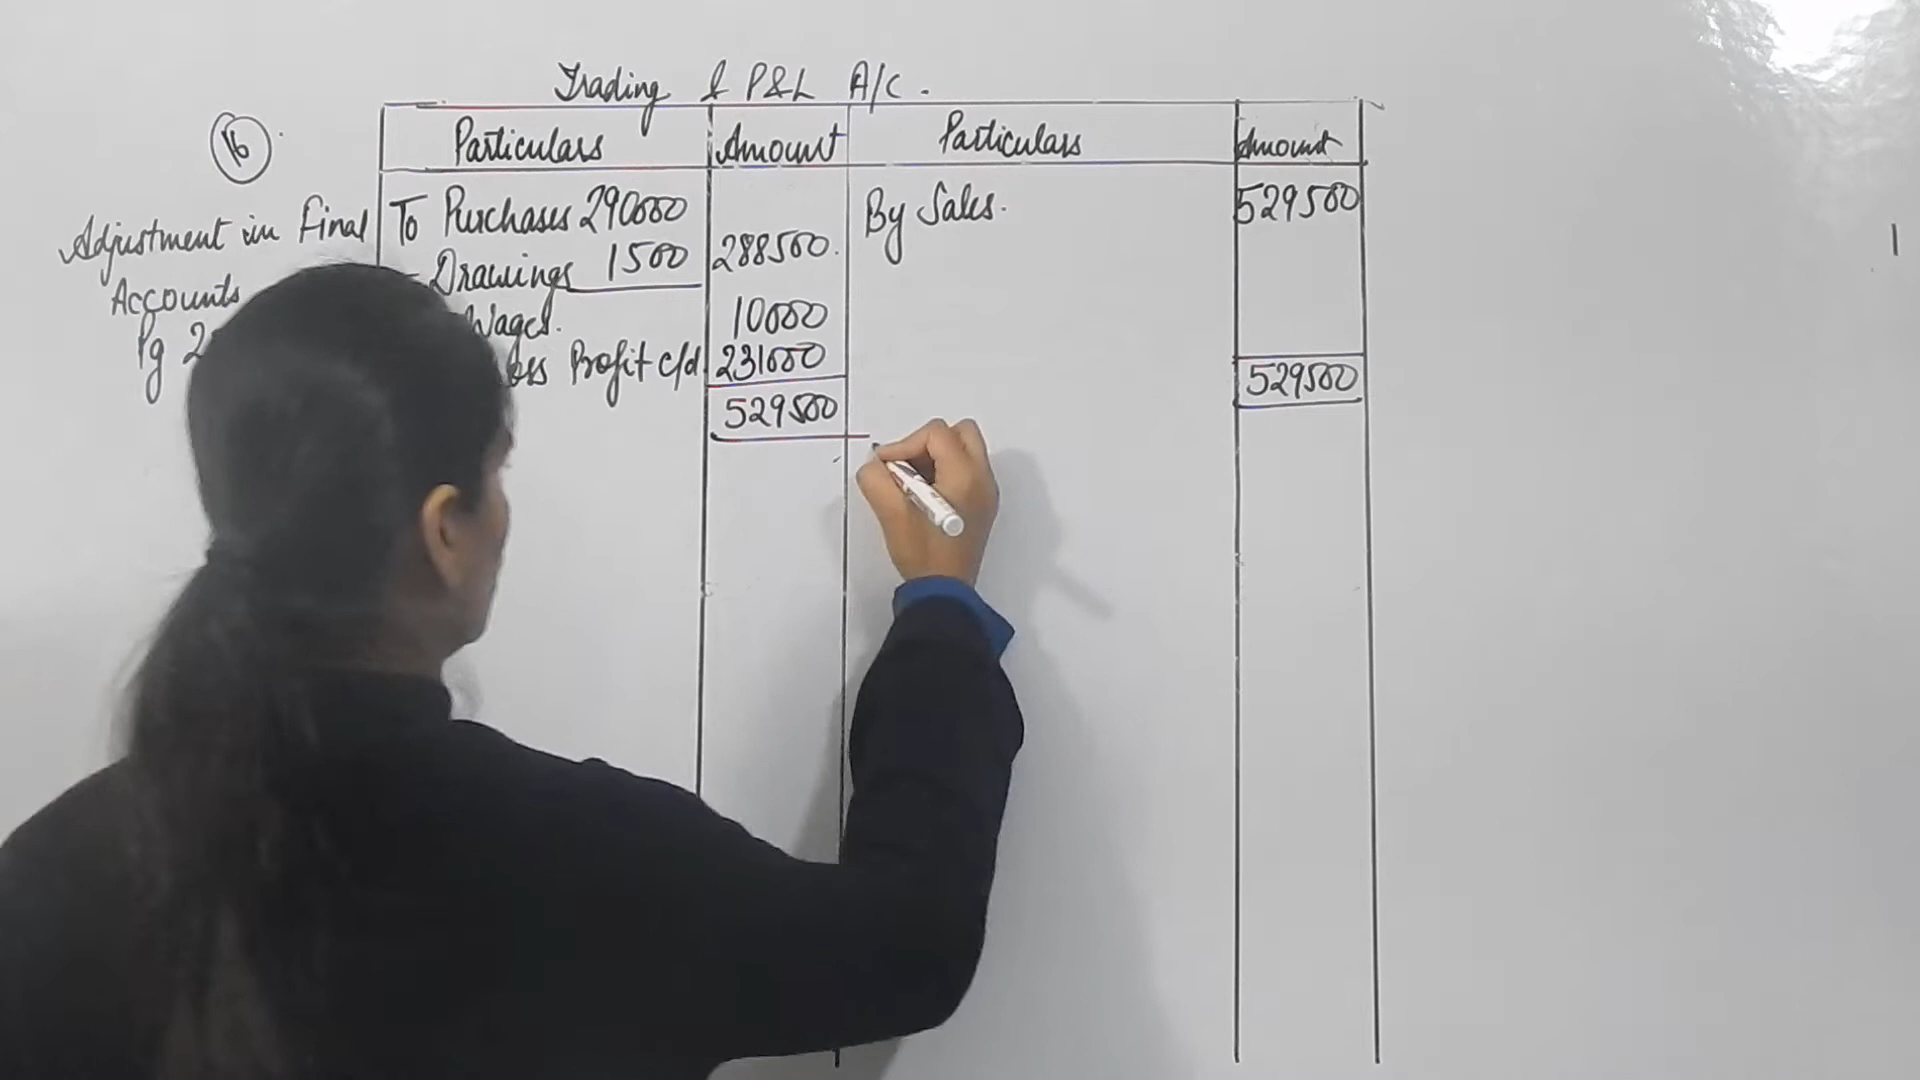 Trading & P&L A/C.
16
Particulars Amount Particulars Amount
Adjustment in Final
Accounts
Pg 2
To Purchases 290000 By Sales. 529500
- Drawings 1500 288500.
Wages. 10000
Profit c/d 231000
529500 529500
1